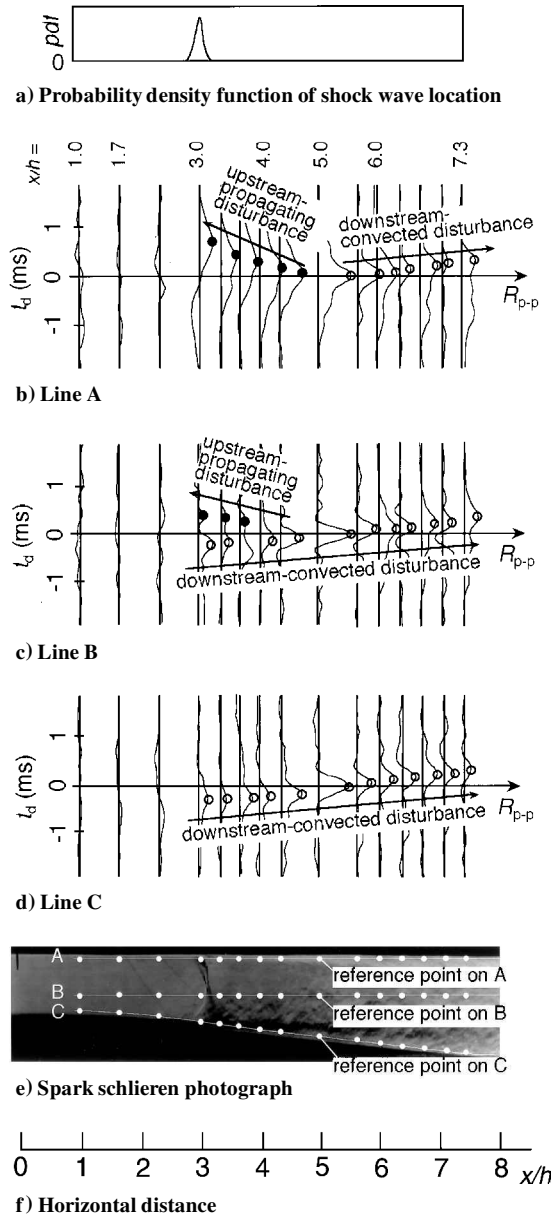 pdf
0
a) Probability density function of shock wave location
x/h =
1.0
1.7
3.0
4.0
5.0
6.0
7.3
upstream-
propagating
disturbance
downstream-
convected disturbance
t_d (ms)
1
0
-1
R_p-p
b) Line A
upstream-
propagating
disturbance
t_d (ms)
1
0
-1
R_p-p
downstream-convected disturbance
c) Line B
t_d (ms)
1
0
-1
R_p-p
downstream-convected disturbance
d) Line C
A
reference point on A
B
reference point on B
C
reference point on C
e) Spark schlieren photograph
0 1 2 3 4 5 6 7 8 x/h
f) Horizontal distance